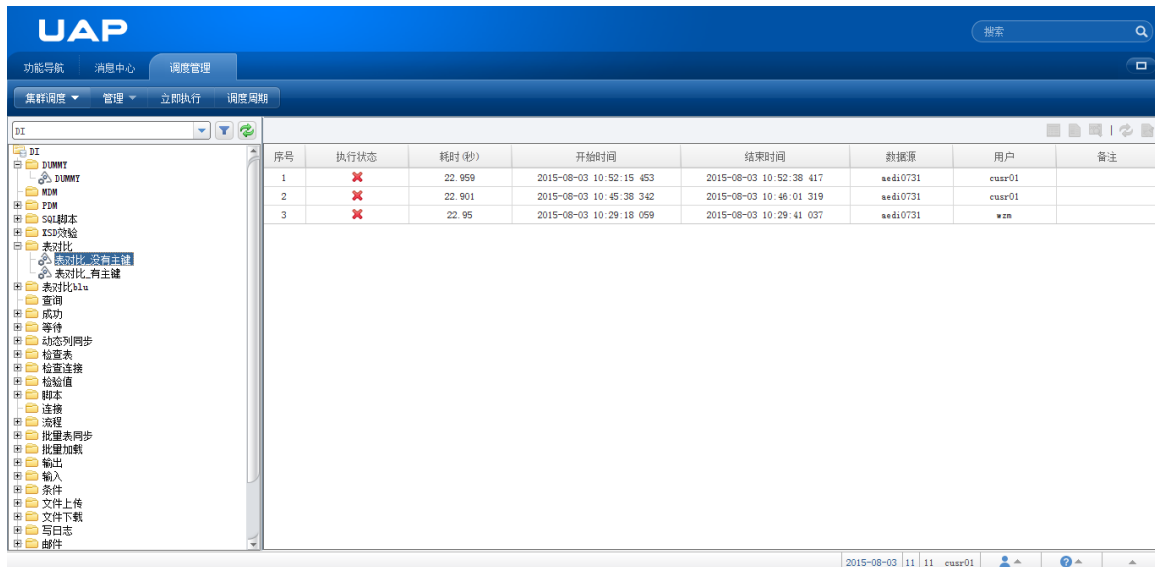 UAP
搜索
功能导航 消息中心 调度管理
集群调度 管理 立即执行 调度周期
DI
DI
DUMMY
DUMMY
MDM
PDM
SQL脚本
XSD效验
表对比
表对比_没有主键
表对比_有主键
表对比blu
查询
成功
等待
动态列同步
检查表
检查连接
检验值
脚本
连接
流程
批量表同步
批量加载
输出
输入
条件
文件上传
文件下载
写日志
邮件
序号 执行状态 耗时(秒) 开始时间 结束时间 数据源 用户 备注
1 22.959 2015-08-03 10:52:15 453 2015-08-03 10:52:38 417 aedi0731 cusr01
2 22.901 2015-08-03 10:45:38 342 2015-08-03 10:46:01 319 aedi0731 cusr01
3 22.95 2015-08-03 10:29:18 059 2015-08-03 10:29:41 037 aedi0731 wzm
2015-08-03 11 11 cusr01